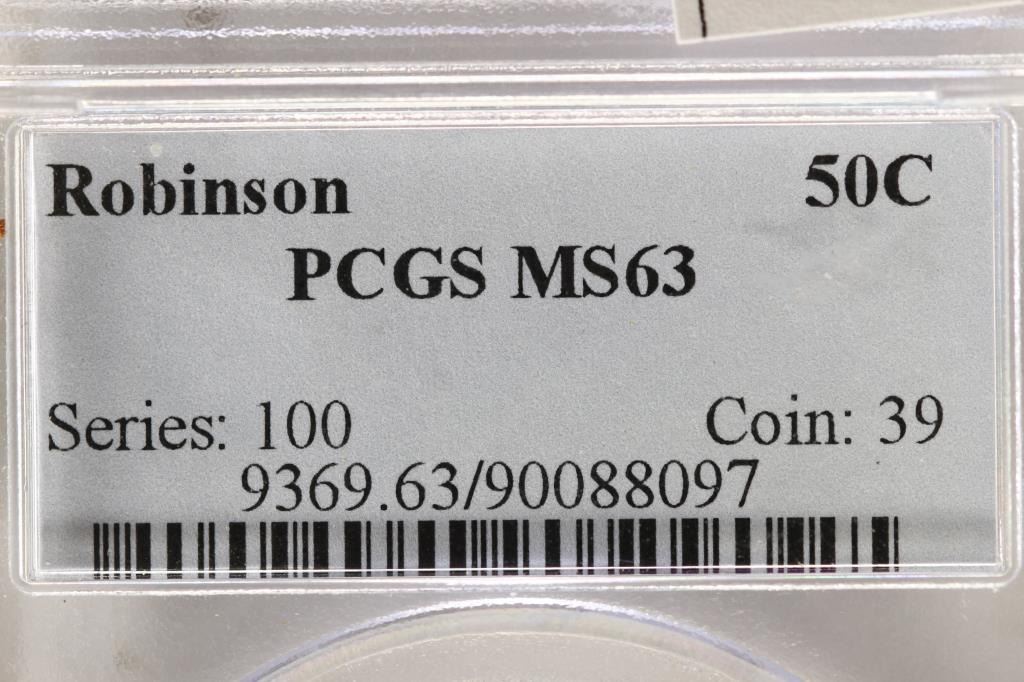 Robinson 50C
PCGS MS63
Series: 100 Coin: 39
9369.63/90088097